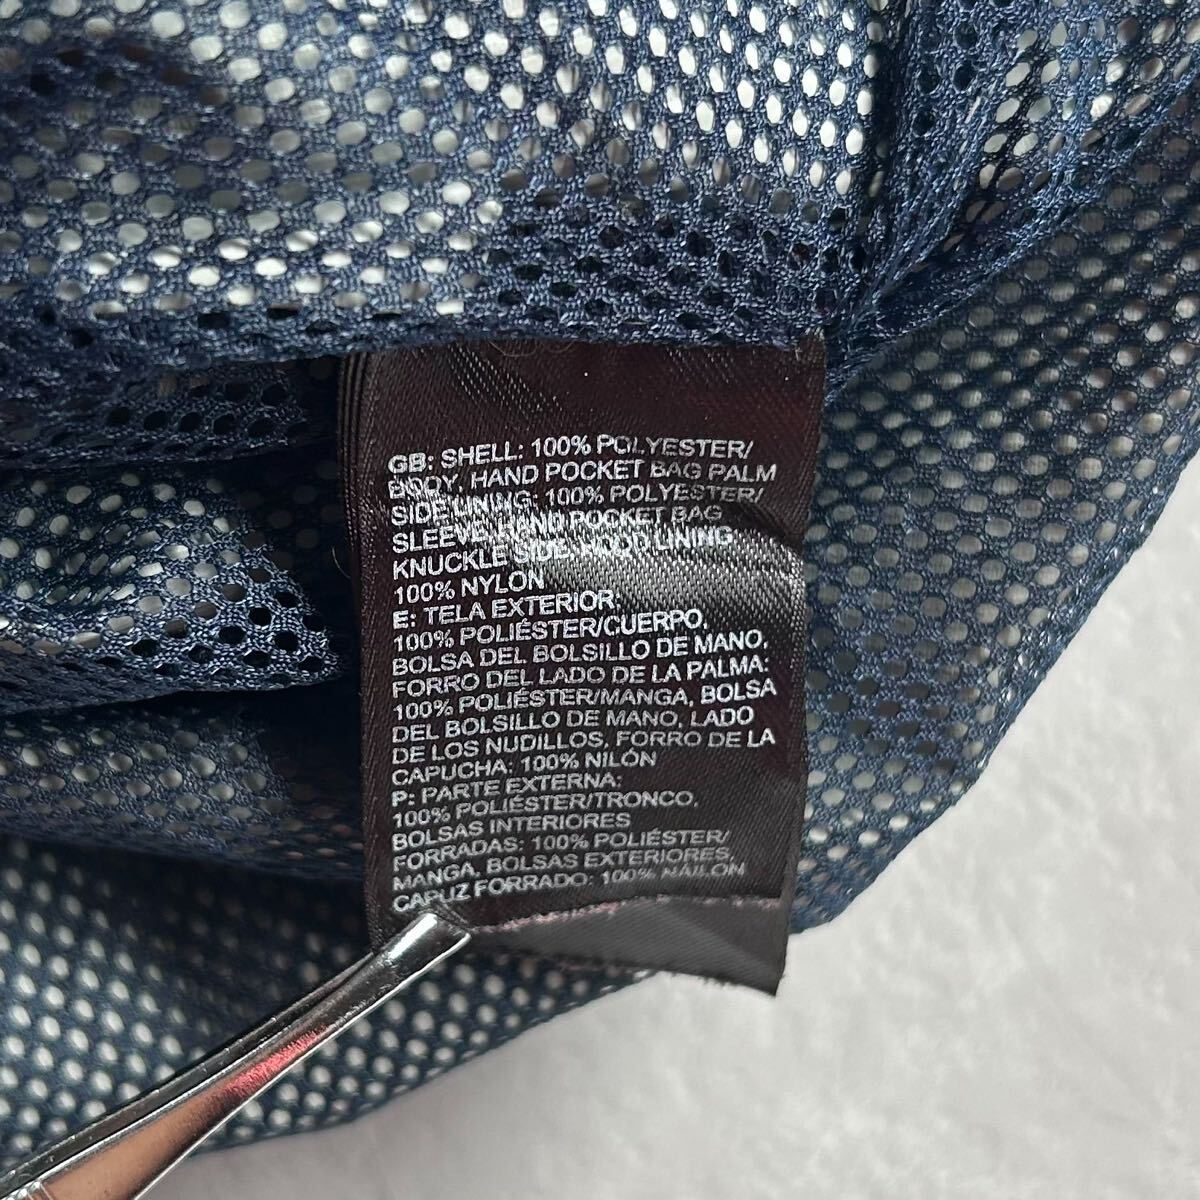 GB: SHELL: 100% POLYESTER/
BODY, HAND POCKET BAG PALM
SIDE LINING: 100% POLYESTER/
SLEEVE, HAND POCKET BAG
KNUCKLE SIDE, HOOD LINING
100% NYLON
E: TELA EXTERIOR:
100% POLIÉSTER/CUERPO,
BOLSA DEL BOLSILLO DE MANO,
FORRO DEL LADO DE LA PALMA:
100% POLIÉSTER/MANGA, BOLSA
DEL BOLSILLO DE MANO, LADO
DE LOS NUDILLOS, FORRO DE LA
CAPUCHA: 100% NILÓN
P: PARTE EXTERNA:
100% POLIÉSTER/TRONCO,
BOLSAS INTERIORES
FORRADAS: 100% POLIÉSTER/
MANGA, BOLSAS EXTERIORES,
CAPUZ FORRADO: 100% NAILON